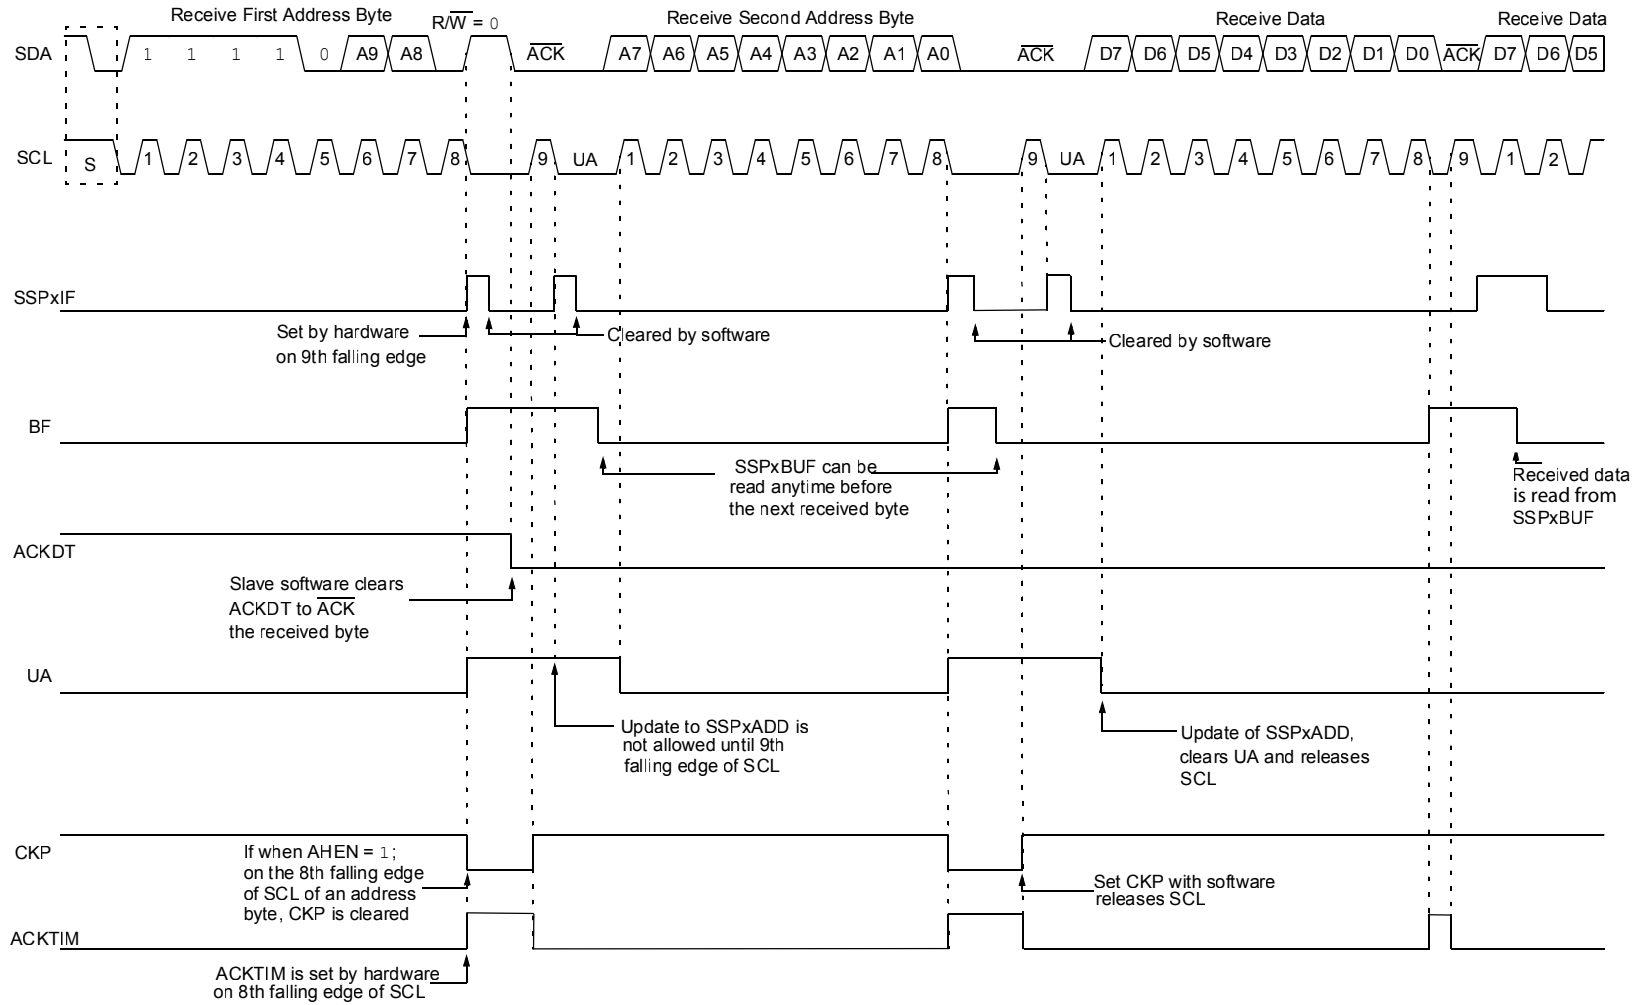 Receive First Address Byte
R/W = 0
Receive Second Address Byte
Receive Data
Receive Data
SDA
1 1 1 1 0 A9 A8 ACK A7 A6 A5 A4 A3 A2 A1 A0 ACK D7 D6 D5 D4 D3 D2 D1 D0 ACK D7 D6 D5
SCL
S 1 2 3 4 5 6 7 8 9 UA 1 2 3 4 5 6 7 8 9 UA 1 2 3 4 5 6 7 8 9 1 2
SSPxIF
Set by hardware
on 9th falling edge
Cleared by software
Cleared by software
BF
SSPxBUF can be
read anytime before
the next received byte
Received data
is read from
SSPxBUF
ACKDT
Slave software clears
ACKDT to ACK
the received byte
UA
Update to SSPxADD is
not allowed until 9th
falling edge of SCL
Update of SSPxADD,
clears UA and releases
SCL
CKP
If when AHEN = 1;
on the 8th falling edge
of SCL of an address
byte, CKP is cleared
Set CKP with software
releases SCL
ACKTIM
ACKTIM is set by hardware
on 8th falling edge of SCL